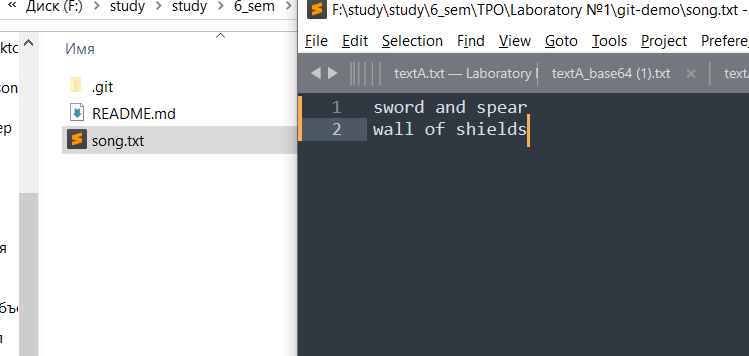 « Диск (F:) > study > study > 6_sem >
Имя
.git
README.md
song.txt
F:\study\study\6_sem\TPO\Laboratory №1\git-demo\song.txt -
File Edit Selection Find View Goto Tools Project Prefere
textA.txt — Laboratory textA_base64 (1).txt × text
1 sword and spear
2 wall of shields